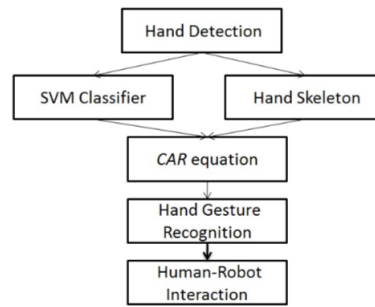 Hand Detection
SVM Classifier
Hand Skeleton
CAR equation
Hand Gesture
Recognition
Human-Robot
Interaction